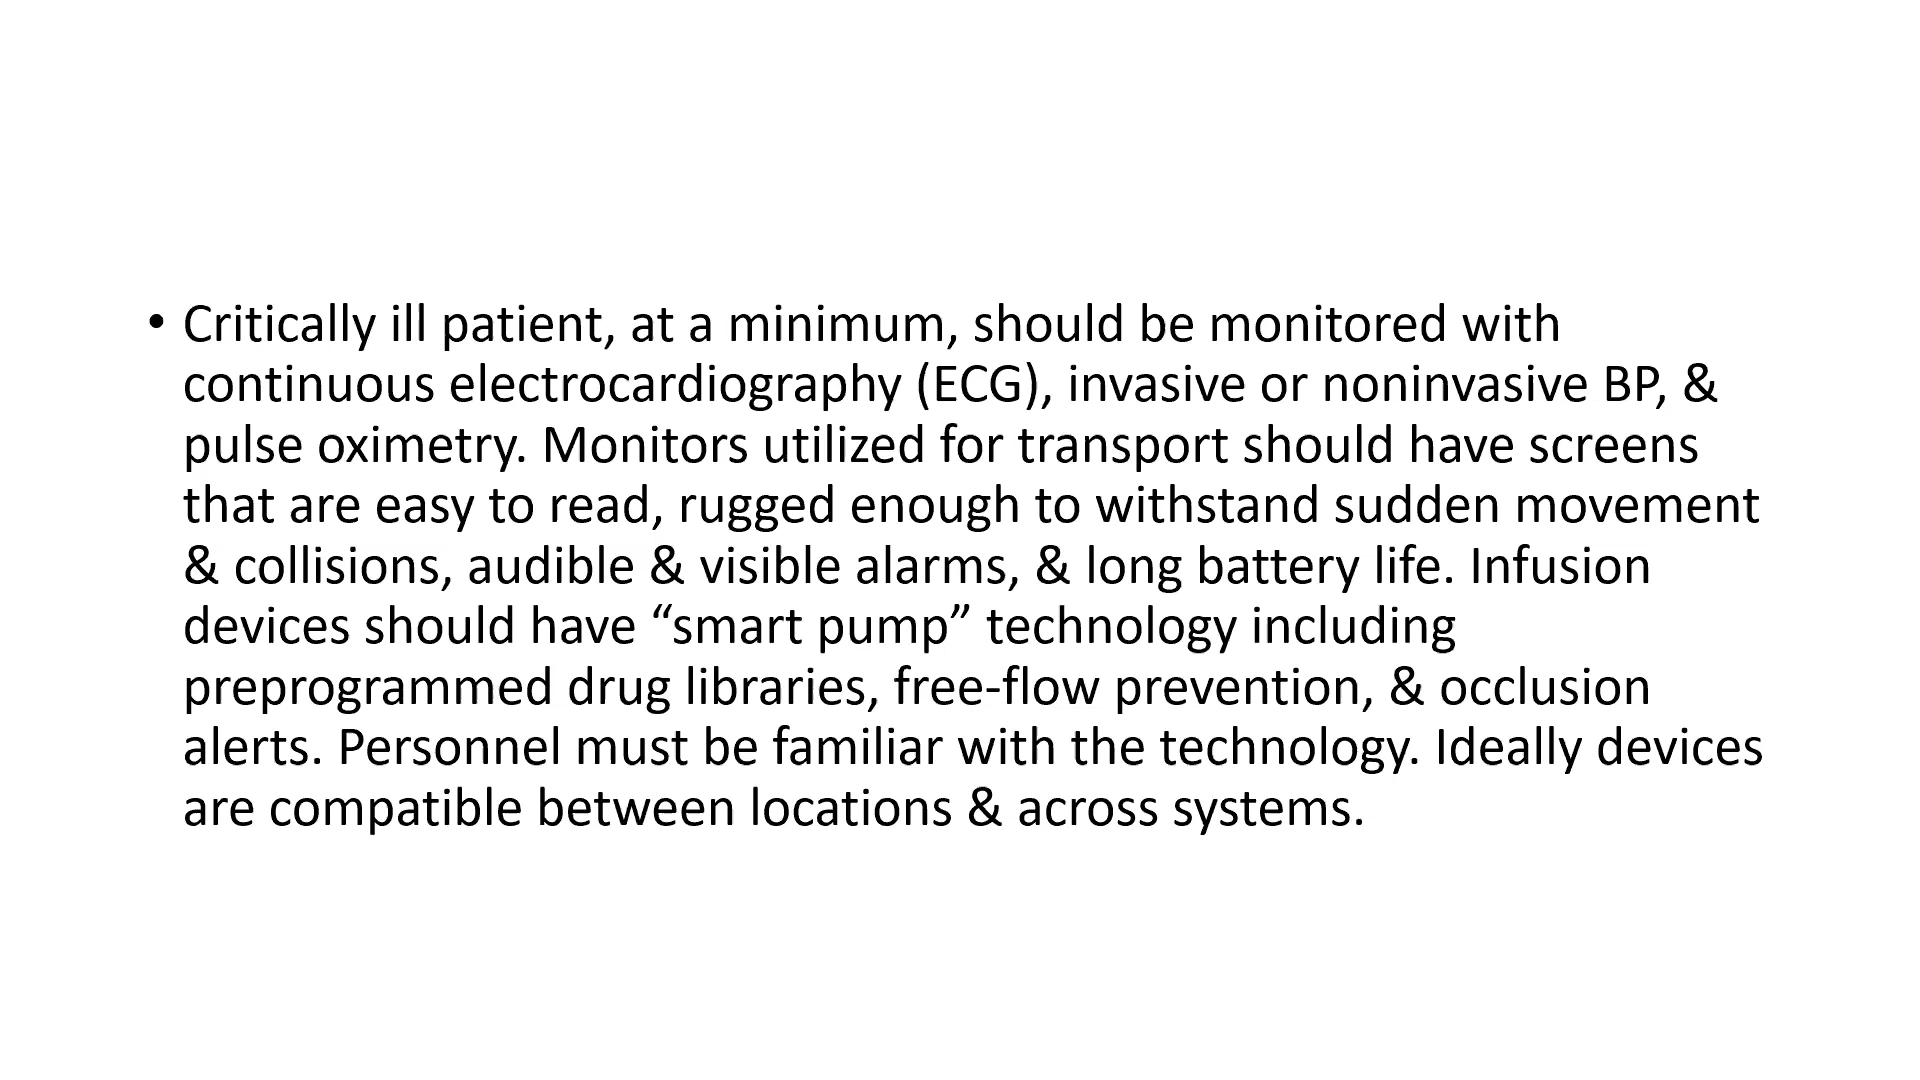 • Critically ill patient, at a minimum, should be monitored with
continuous electrocardiography (ECG), invasive or noninvasive BP, &
pulse oximetry. Monitors utilized for transport should have screens
that are easy to read, rugged enough to withstand sudden movement
& collisions, audible & visible alarms, & long battery life. Infusion
devices should have “smart pump” technology including
preprogrammed drug libraries, free-flow prevention, & occlusion
alerts. Personnel must be familiar with the technology. Ideally devices
are compatible between locations & across systems.